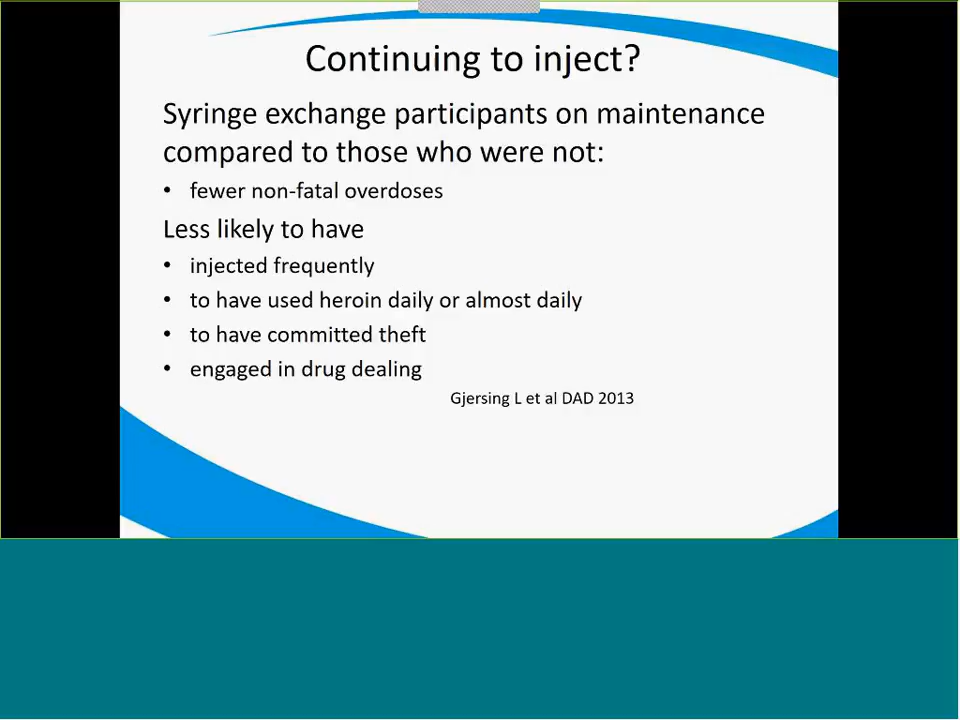 Continuing to inject?
Syringe exchange participants on maintenance
compared to those who were not:
• fewer non-fatal overdoses
Less likely to have
• injected frequently
• to have used heroin daily or almost daily
• to have committed theft
• engaged in drug dealing
Gjersing L et al DAD 2013